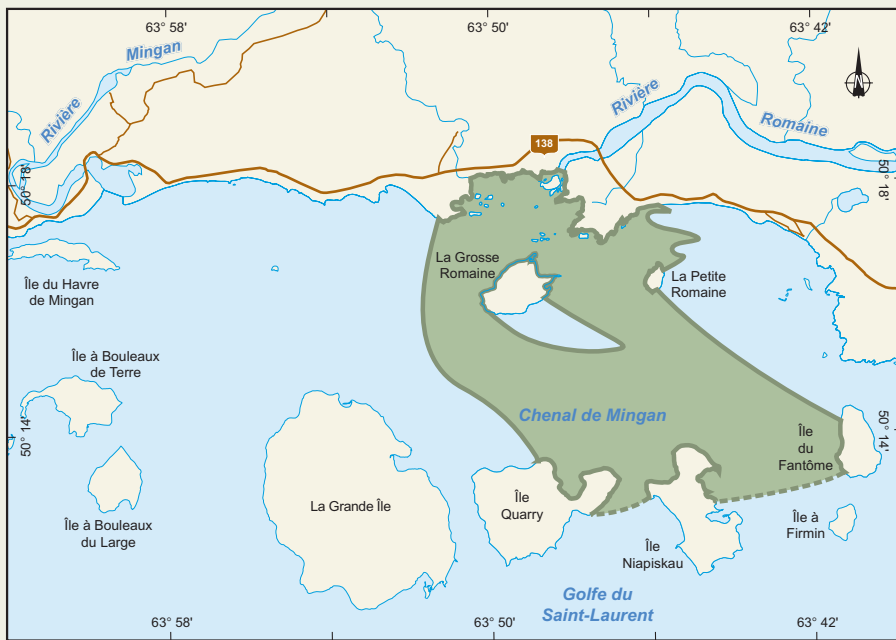 63° 58'
63° 50'
63° 42'
Rivière
Mingan
Rivière
Romaine
138
50° 18'
50° 18'
La Grosse
Romaine
La Petite
Romaine
Île du Havre
de Mingan
Île à Bouleaux
de Terre
Chenal de Mingan
50° 14'
50° 14'
Île
du
Fantôme
La Grande Île
Île
Quarry
Île à Bouleaux
du Large
Île à
Firmin
Île
Niapiskau
Golfe du
Saint-Laurent
63° 58'
63° 50'
63° 42'